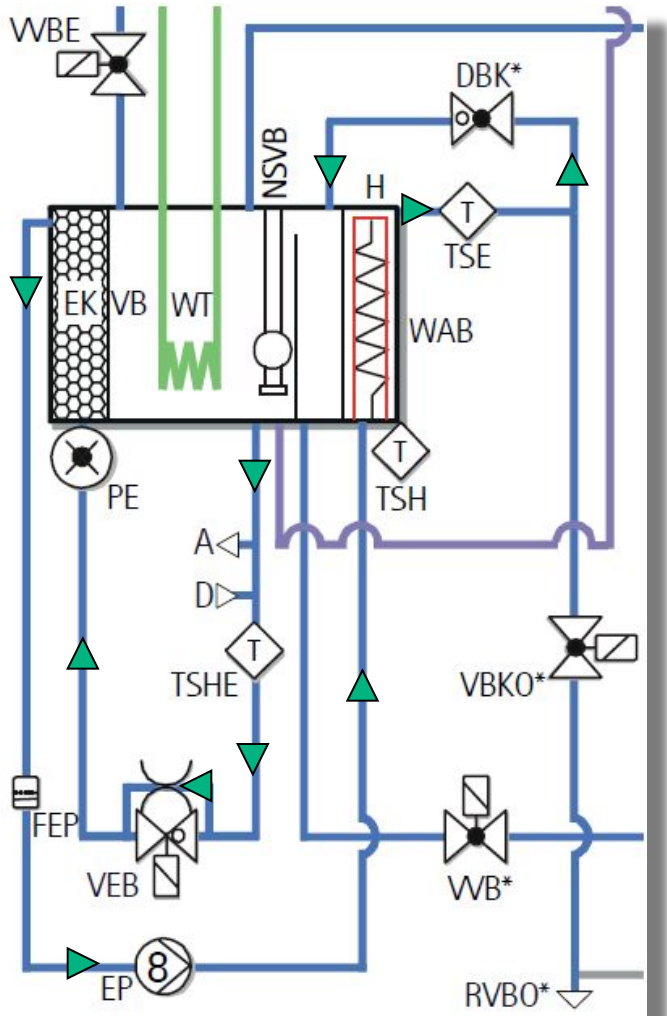 VVBE
DBK*
NSVB
H
T
TSE
EK
VB
WT
WAB
T
TSH
PE
A
D
T
TSHE
VBKO*
FEP
VEB
VVB*
8
EP
RVBO*